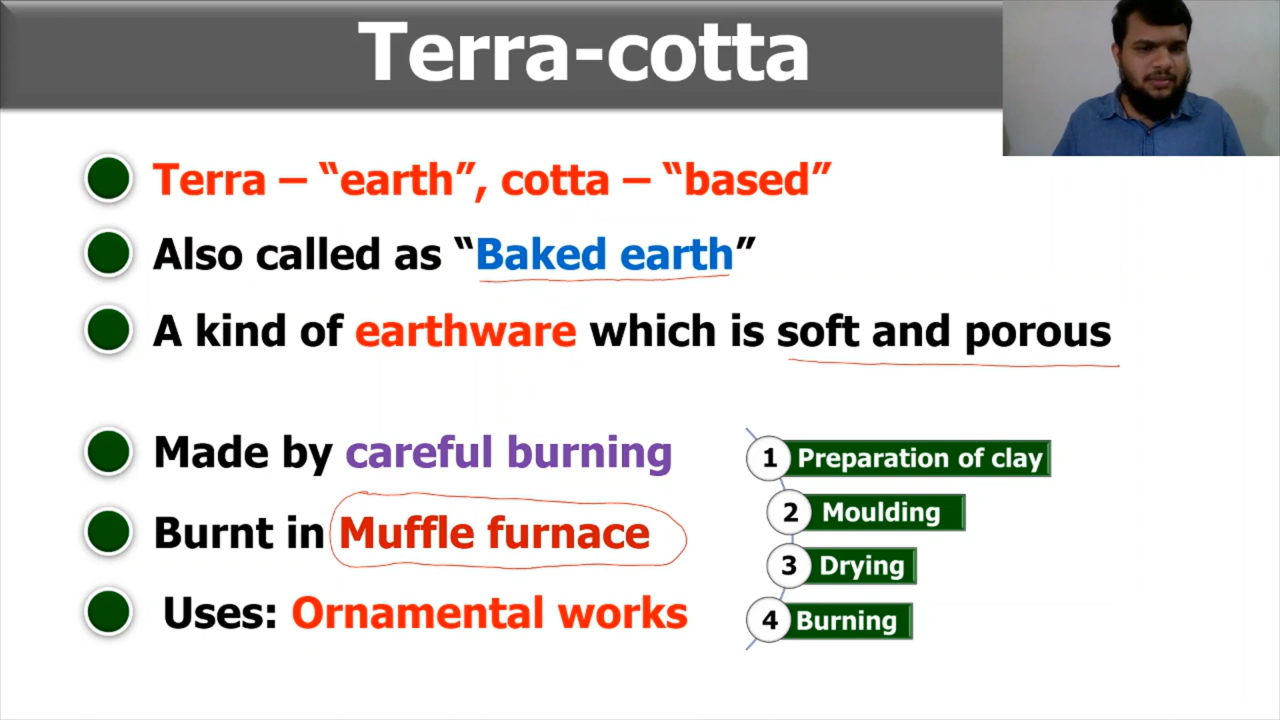 Terra-cotta
Terra – “earth”, cotta – “based”
Also called as “Baked earth”
A kind of earthware which is soft and porous
Made by careful burning
Burnt in Muffle furnace
Uses: Ornamental works
1 Preparation of clay
2 Moulding
3 Drying
4 Burning